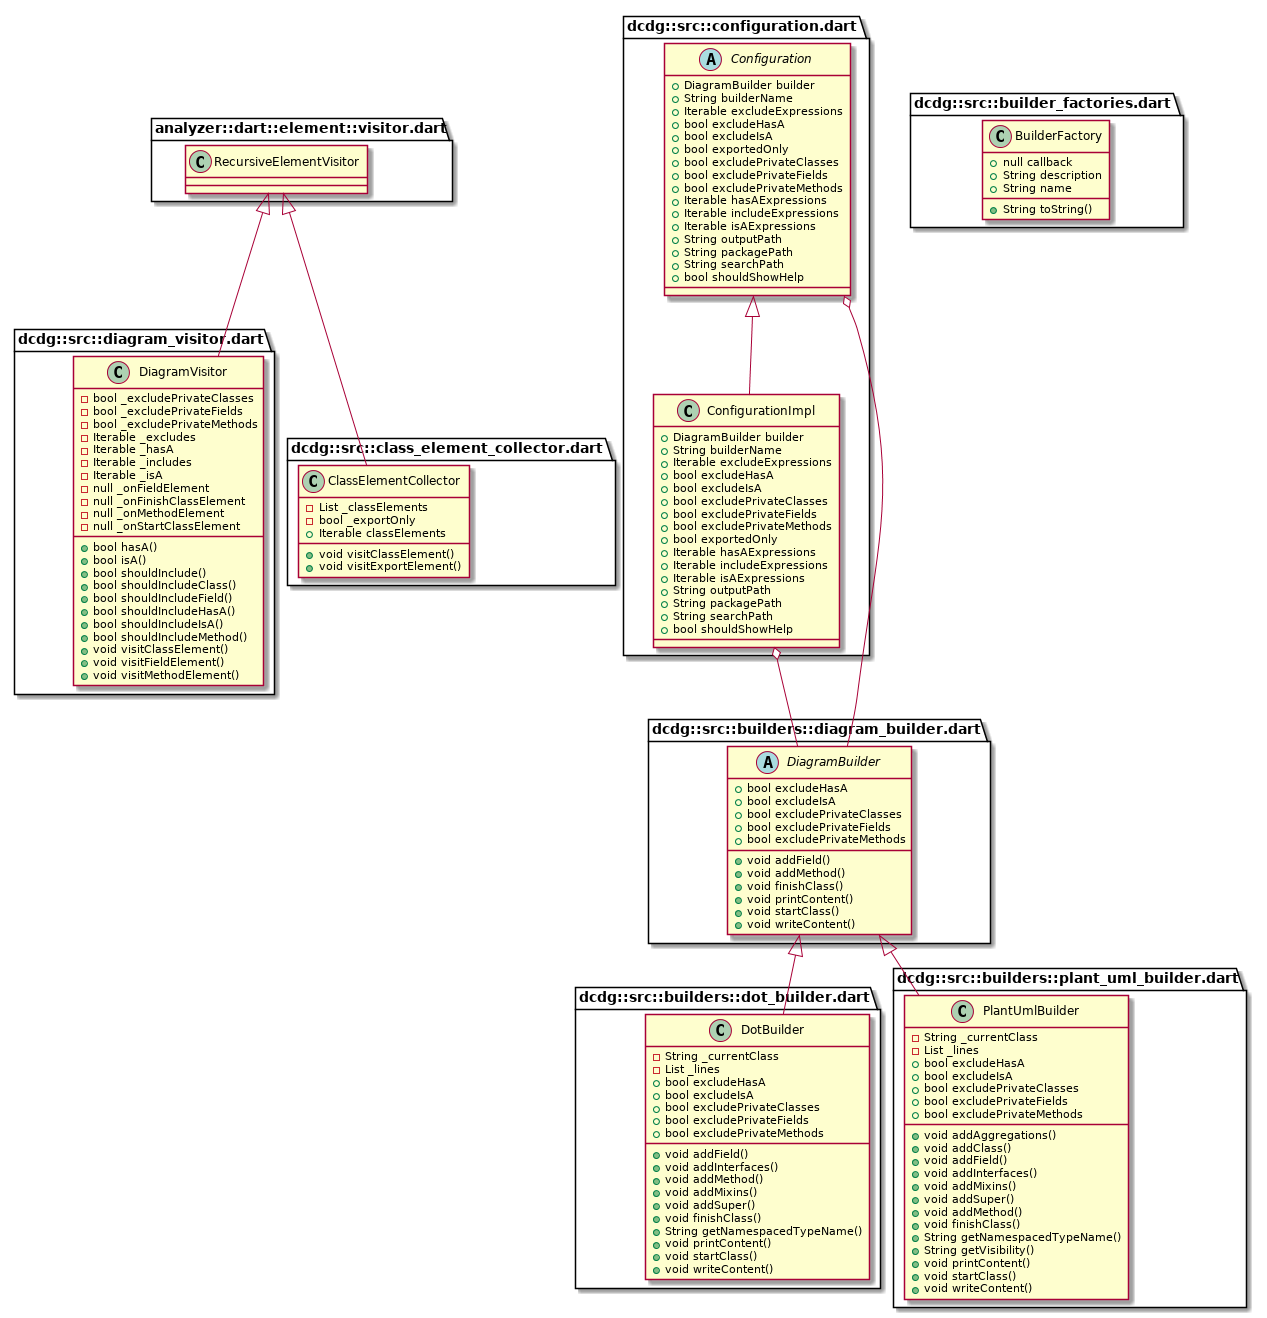 dcdg::src::configuration.dart
A Configuration
DiagramBuilder builder
String builderName
Iterable excludeExpressions
bool excludeHasA
bool excludeIsA
bool exportedOnly
bool excludePrivateClasses
bool excludePrivateFields
bool excludePrivateMethods
Iterable hasAExpressions
Iterable includeExpressions
Iterable isAExpressions
String outputPath
String packagePath
String searchPath
bool shouldShowHelp
dcdg::src::builder_factories.dart
C BuilderFactory
null callback
String description
String name
String toString()
analyzer::dart::element::visitor.dart
C RecursiveElementVisitor
dcdg::src::diagram_visitor.dart
C DiagramVisitor
bool _excludePrivateClasses
bool _excludePrivateFields
bool _excludePrivateMethods
Iterable _excludes
Iterable _hasA
Iterable _includes
Iterable _isA
null _onFieldElement
null _onFinishClassElement
null _onMethodElement
null _onStartClassElement
bool hasA()
bool isA()
bool shouldInclude()
bool shouldIncludeClass()
bool shouldIncludeField()
bool shouldIncludeHasA()
bool shouldIncludeIsA()
bool shouldIncludeMethod()
void visitClassElement()
void visitFieldElement()
void visitMethodElement()
dcdg::src::class_element_collector.dart
C ClassElementCollector
List _classElements
bool _exportOnly
Iterable classElements
void visitClassElement()
void visitExportElement()
C ConfigurationImpl
DiagramBuilder builder
String builderName
Iterable excludeExpressions
bool excludeHasA
bool excludeIsA
bool excludePrivateClasses
bool excludePrivateFields
bool excludePrivateMethods
bool exportedOnly
Iterable hasAExpressions
Iterable includeExpressions
Iterable isAExpressions
String outputPath
String packagePath
String searchPath
bool shouldShowHelp
dcdg::src::builders::diagram_builder.dart
A DiagramBuilder
bool excludeHasA
bool excludeIsA
bool excludePrivateClasses
bool excludePrivateFields
bool excludePrivateMethods
void addField()
void addMethod()
void finishClass()
void printContent()
void startClass()
void writeContent()
dcdg::src::builders::dot_builder.dart
C DotBuilder
String _currentClass
List _lines
bool excludeHasA
bool excludeIsA
bool excludePrivateClasses
bool excludePrivateFields
bool excludePrivateMethods
void addField()
void addInterfaces()
void addMethod()
void addMixins()
void addSuper()
void finishClass()
String getNamespacedTypeName()
void printContent()
void startClass()
void writeContent()
dcdg::src::builders::plant_uml_builder.dart
C PlantUmlBuilder
String _currentClass
List _lines
bool excludeHasA
bool excludeIsA
bool excludePrivateClasses
bool excludePrivateFields
bool excludePrivateMethods
void addAggregations()
void addClass()
void addField()
void addInterfaces()
void addMixins()
void addSuper()
void addMethod()
void finishClass()
String getNamespacedTypeName()
String getVisibility()
void printContent()
void startClass()
void writeContent()